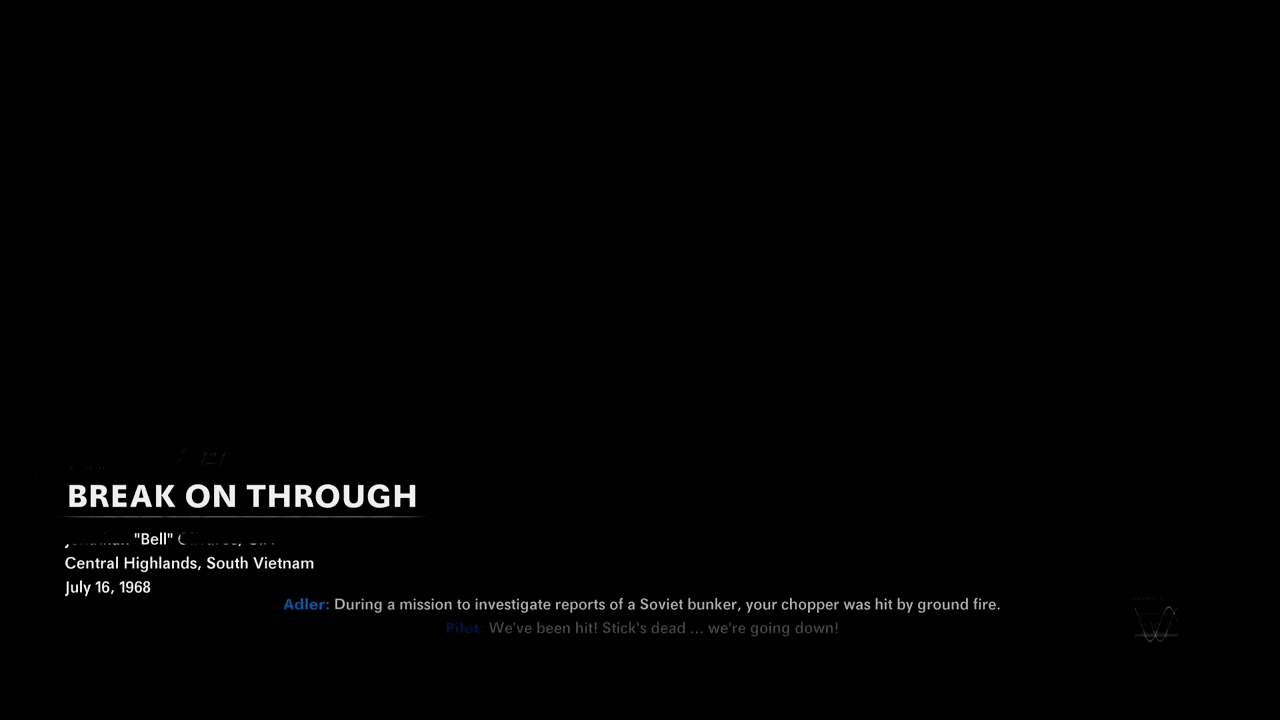 BREAK ON THROUGH
"Bell"
Central Highlands, South Vietnam
July 16, 1968
Adler: During a mission to investigate reports of a Soviet bunker, your chopper was hit by ground fire.
Pilot: We've been hit! Stick's dead ... we're going down!